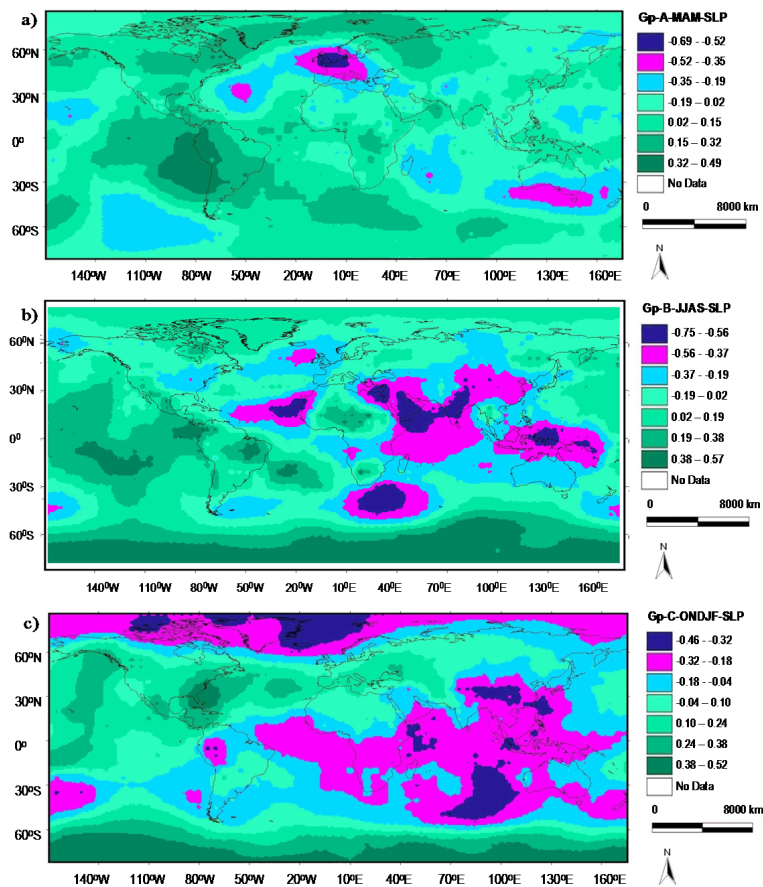 a)
60ºN
30ºN
0º
30ºS
60ºS
140ºW 110ºW 80ºW 50ºW 20ºW 10ºE 40ºE 70ºE 100ºE 130ºE 160ºE
Gp-A-MAM-SLP
-0.69 - -0.52
-0.52 - -0.35
-0.35 - -0.19
-0.19 – 0.02
0.02 – 0.15
0.15 – 0.32
0.32 – 0.49
No Data
0 8000 km
N
b)
60ºN
30ºN
0ºN
30ºS
60ºS
140ºW 110ºW 80ºW 50ºW 20ºW 10ºE 40ºE 70ºE 100ºE 130ºE 160ºE
Gp-B-JJAS-SLP
-0.75 - -0.56
-0.56 - -0.37
-0.37 - -0.19
-0.19 – 0.02
0.02 – 0.19
0.19 – 0.38
0.38 – 0.57
No Data
0 8000 km
N
c)
60ºN
30ºN
0ºN
30ºS
60ºS
140ºW 110ºW 80ºW 50ºW 20ºW 10ºE 40ºE 70ºE 100ºE 130ºE 160ºE
Gp-C-ONDJF-SLP
-0.46 - -0.32
-0.32 - -0.18
-0.18 - -0.04
-0.04 – 0.10
0.10 – 0.24
0.24 – 0.38
0.38 – 0.52
No Data
0 8000 km
N